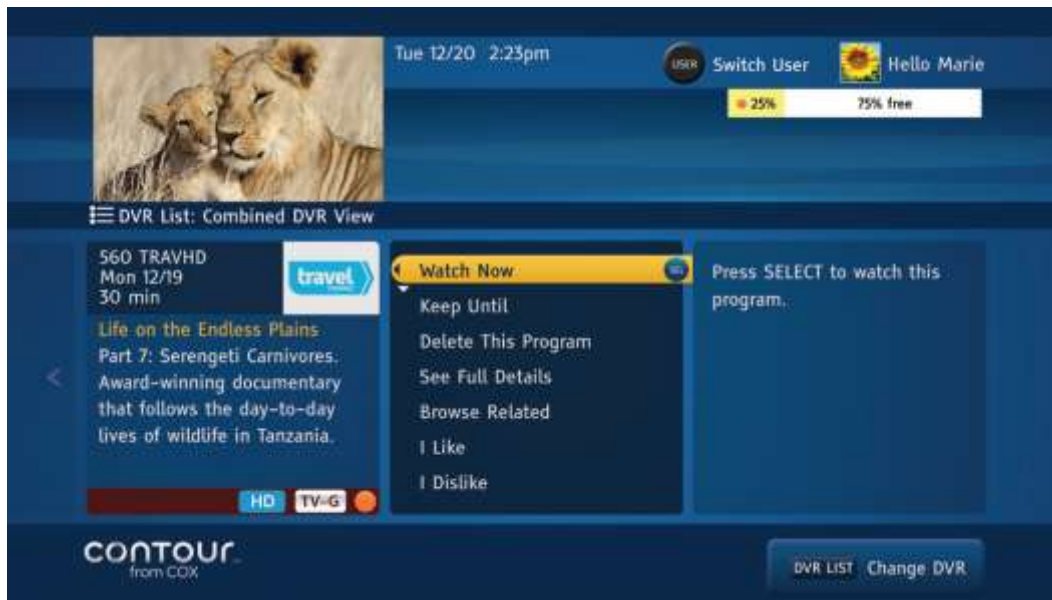 Tue 12/20 2:23pm
USER Switch User
Hello Marie
25% 75% free
DVR List: Combined DVR View
560 TRAVHD
Mon 12/19
30 min
travel
Life on the Endless Plains
Part 7: Serengeti Carnivores.
Award-winning documentary
that follows the day-to-day
lives of wildlife in Tanzania.
HD TV-G
Watch Now
Keep Until
Delete This Program
See Full Details
Browse Related
I Like
I Dislike
Press SELECT to watch this
program.
contour
from COX
DVR LIST Change DVR